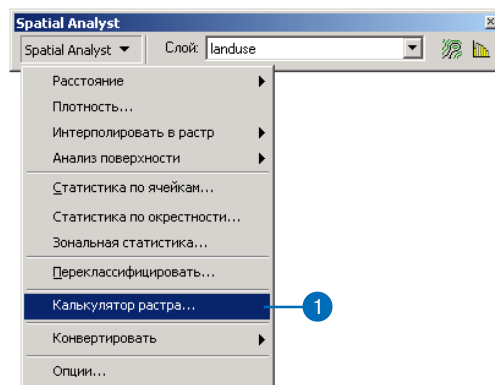 Spatial Analyst
Spatial Analyst Слой: landuse
Расстояние
Плотность...
Интерполировать в растр
Анализ поверхности
Статистика по ячейкам...
Статистика по окрестности...
Зональная статистика...
Переклассифицировать...
Калькулятор растра... 1
Конвертировать
Опции...